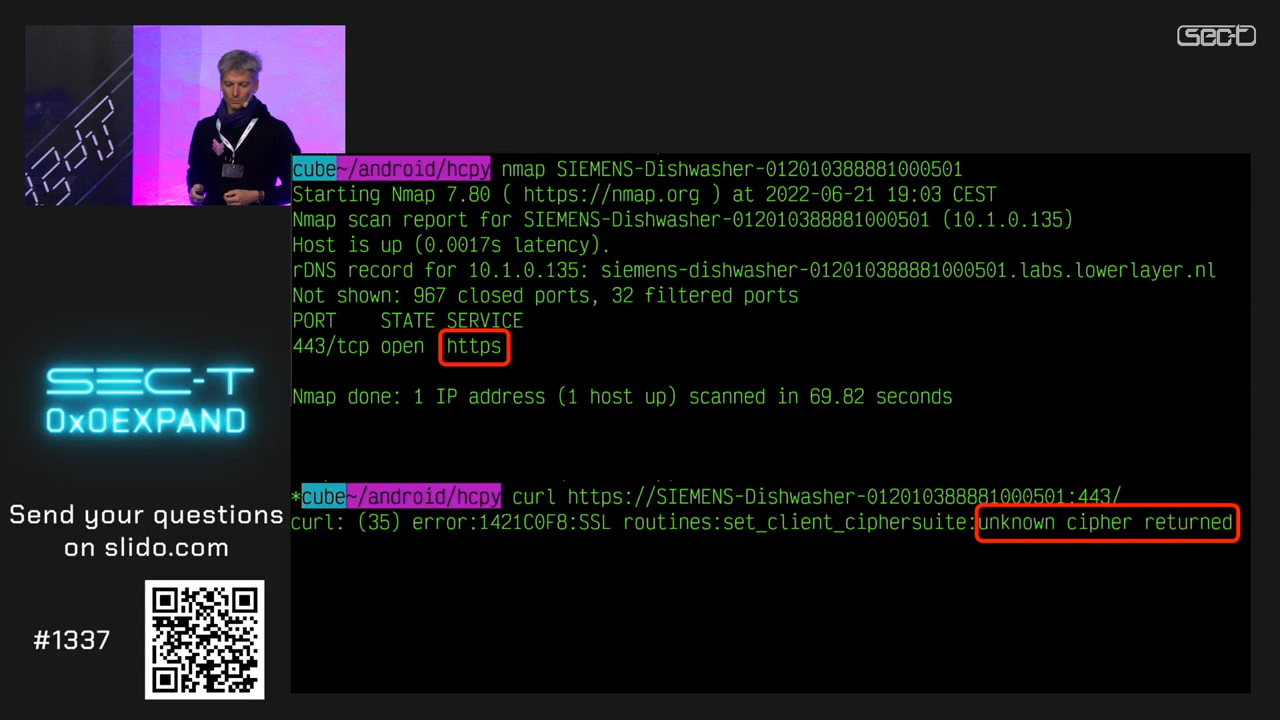 SEC-T
cube~/android/hcpy nmap SIEMENS-Dishwasher-012010388881000501
Starting Nmap 7.80 ( https://nmap.org ) at 2022-06-21 19:03 CEST
Nmap scan report for SIEMENS-Dishwasher-012010388881000501 (10.1.0.135)
Host is up (0.0017s latency).
rDNS record for 10.1.0.135: siemens-dishwasher-012010388881000501.labs.lowerlayer.nl
Not shown: 967 closed ports, 32 filtered ports
PORT    STATE SERVICE
443/tcp open  https
Nmap done: 1 IP address (1 host up) scanned in 69.82 seconds
*cube~/android/hcpy curl https://SIEMENS-Dishwasher-012010388881000501:443/
curl: (35) error:1421C0F8:SSL routines:set_client_ciphersuite:unknown cipher returned
SEC-T
0x0EXPAND
Send your questions
on slido.com
#1337